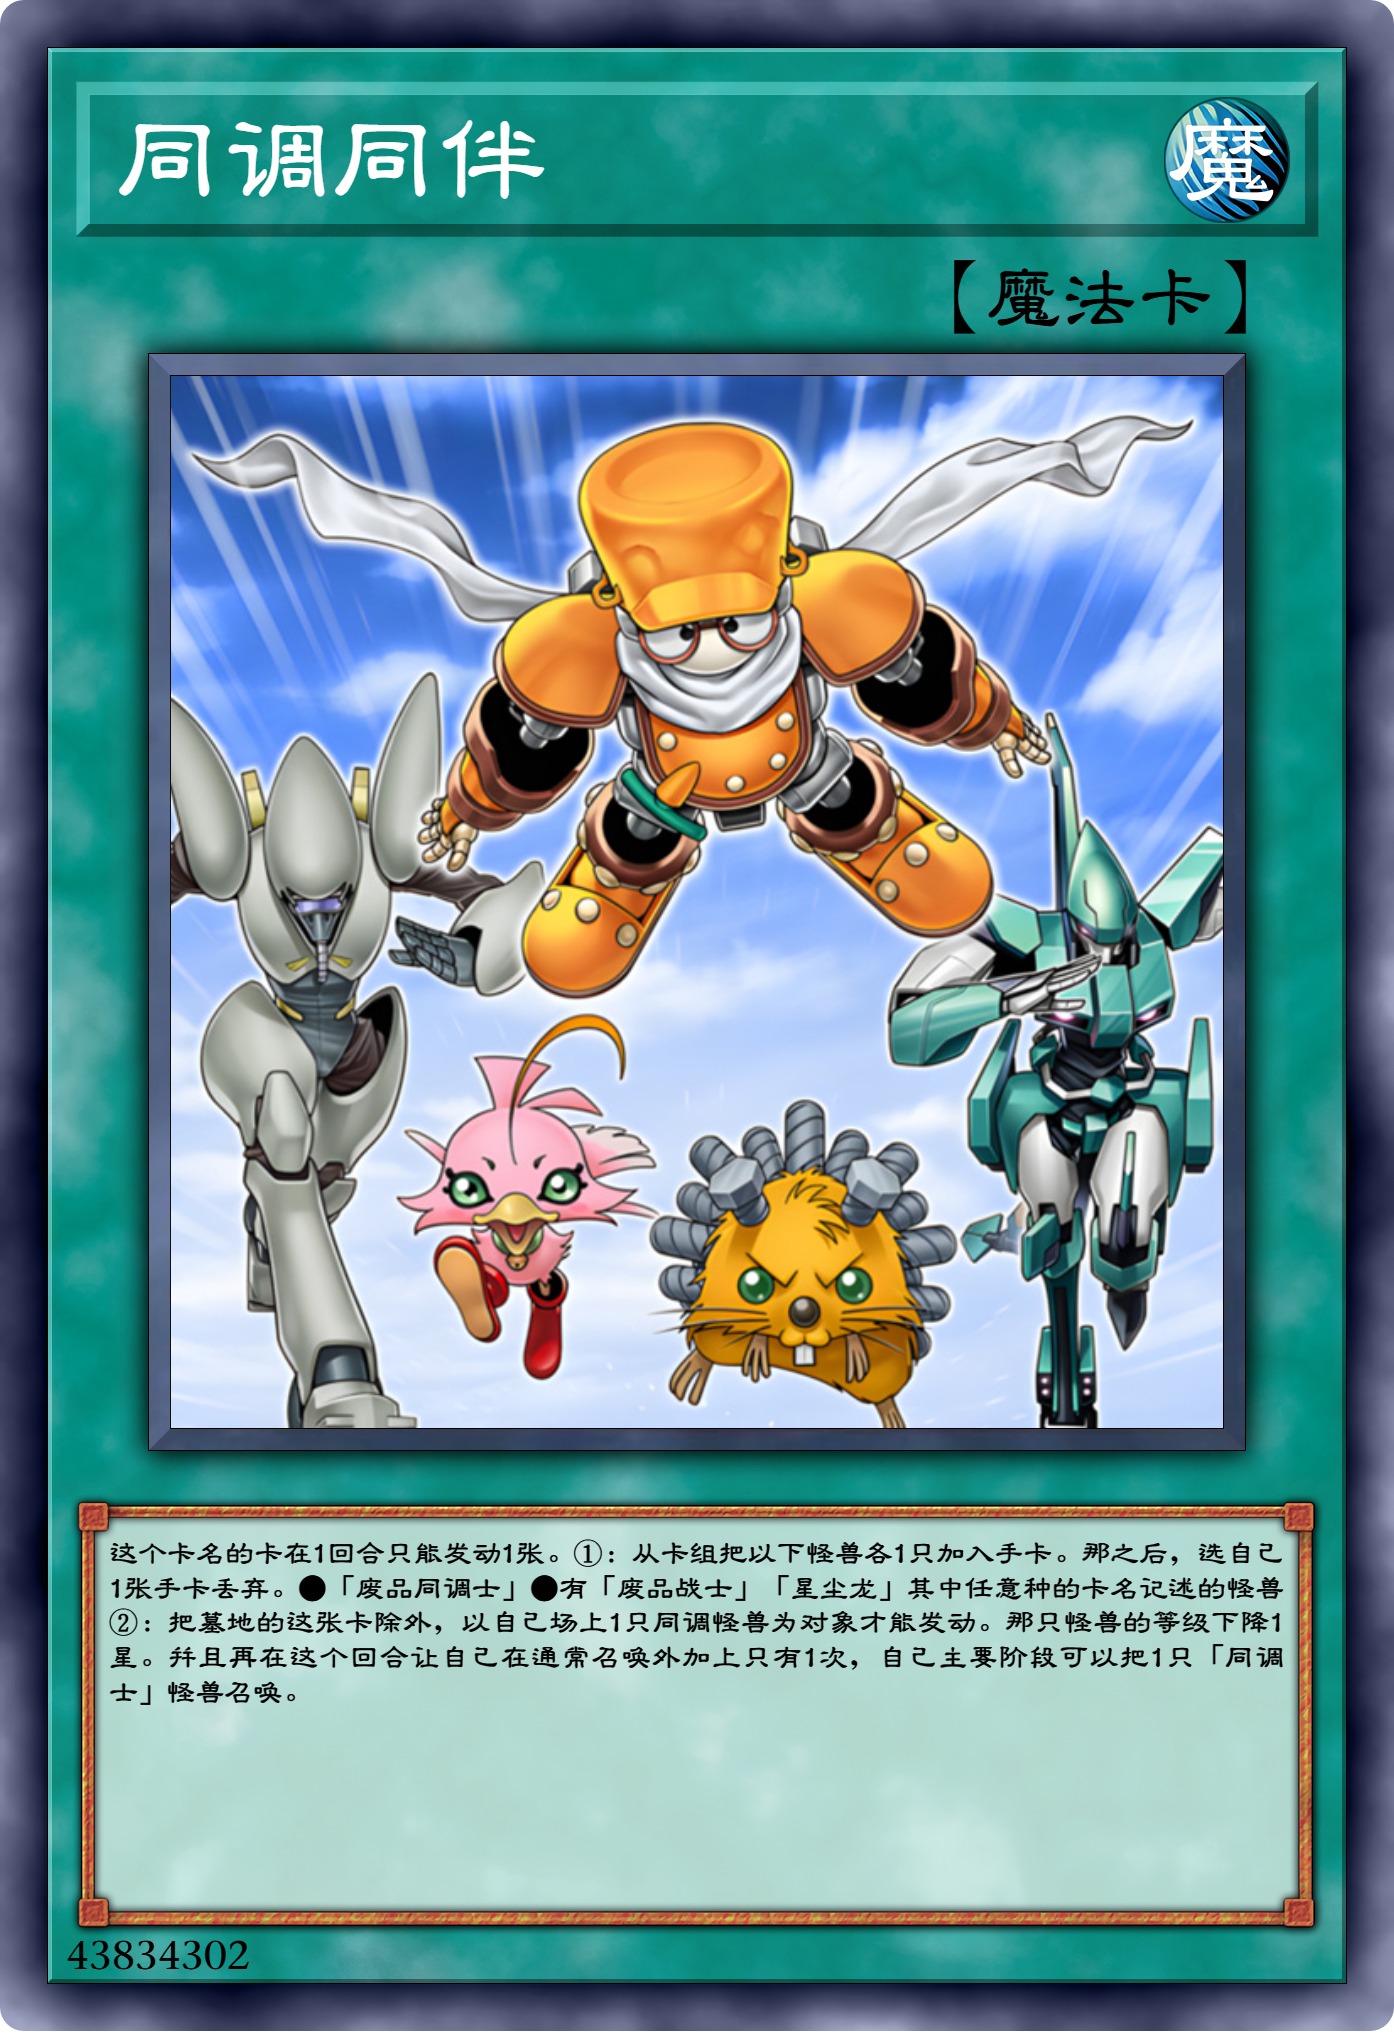 同调同伴
魔
【魔法卡】
这个卡名的卡在1回合只能发动1张。①：从卡组把以下怪兽各1只加入手卡。那之后，选自己
1张手卡丢弃。●「废品同调士」●有「废品战士」「星尘龙」其中任意种的卡名记述的怪兽
②：把墓地的这张卡除外，以自己场上1只同调怪兽为对象才能发动。那只怪兽的等级下降1
星。并且再在这个回合让自己在通常召唤外加上只有1次，自己主要阶段可以把1只「同调
士」怪兽召唤。
43834302